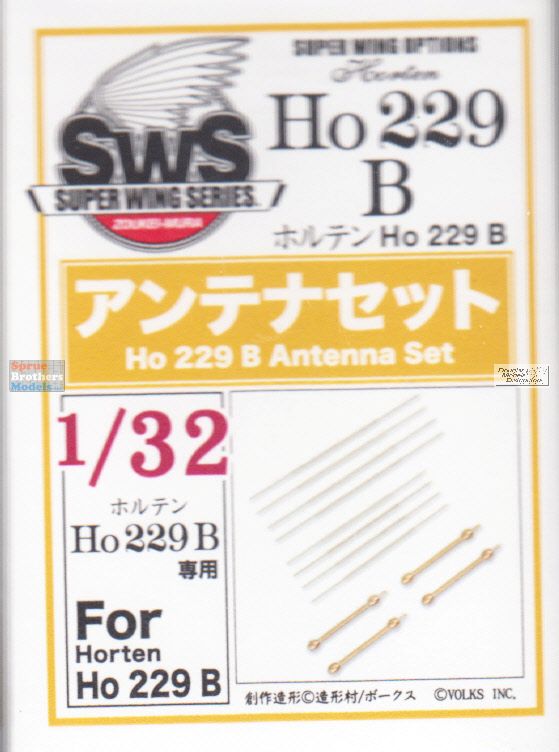 SUPER WING OPTIONS
Horten
Ho 229
B
ホルテン Ho 229 B
SWS
SUPER WING SERIES.
ZOUKEI-MURA
アンテナセット
Ho 229 B Antenna Set
Sprue
Brothers
Models
1/32
ホルテン
Ho 229 B
専用
For
Horten
Ho 229 B
創作造形©造形村/ボークス ©VOLKS INC.